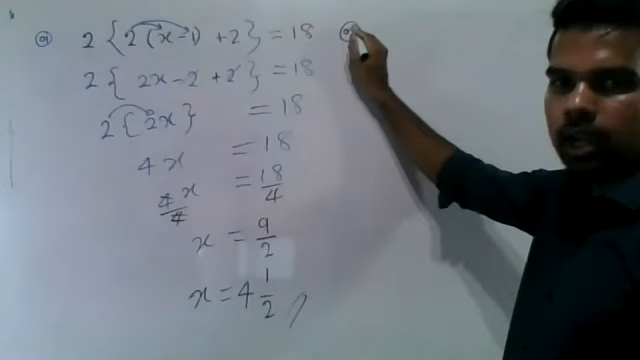 2 { 2 (x - 1) + 2 } = 18
2 { 2x - 2 + 2 } = 18
2 { 2x } = 18
4x = 18
4x/4 = 18/4
x = 9/2
x = 4 1/2 //